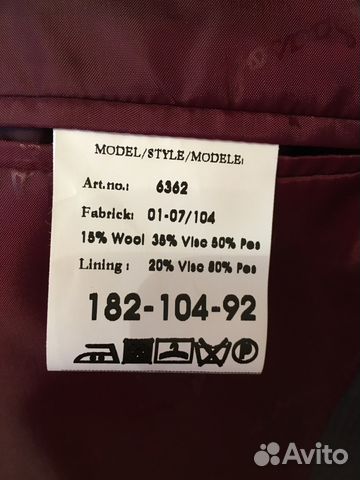 MODEL/STYLE/MODELE:
Art.no.: 6362
Fabrick: 01-07/104
15% Wool 35% Visc 50% Pes
Lining: 20% Visc 80% Pes
182-104-92
P
Avito